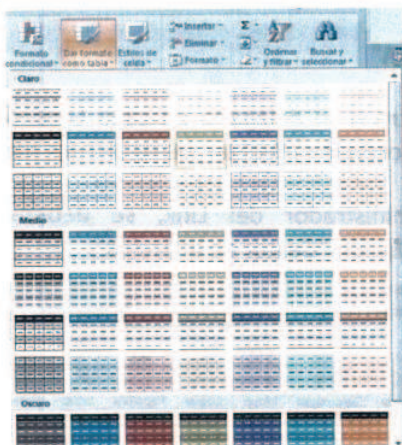 Insertar
Eliminar
Formato
Formato condicional
Dar formato como tabla
Estilos de celda
Σ
Ordenar y filtrar
Buscar y seleccionar
Claro
Medio
Oscuro